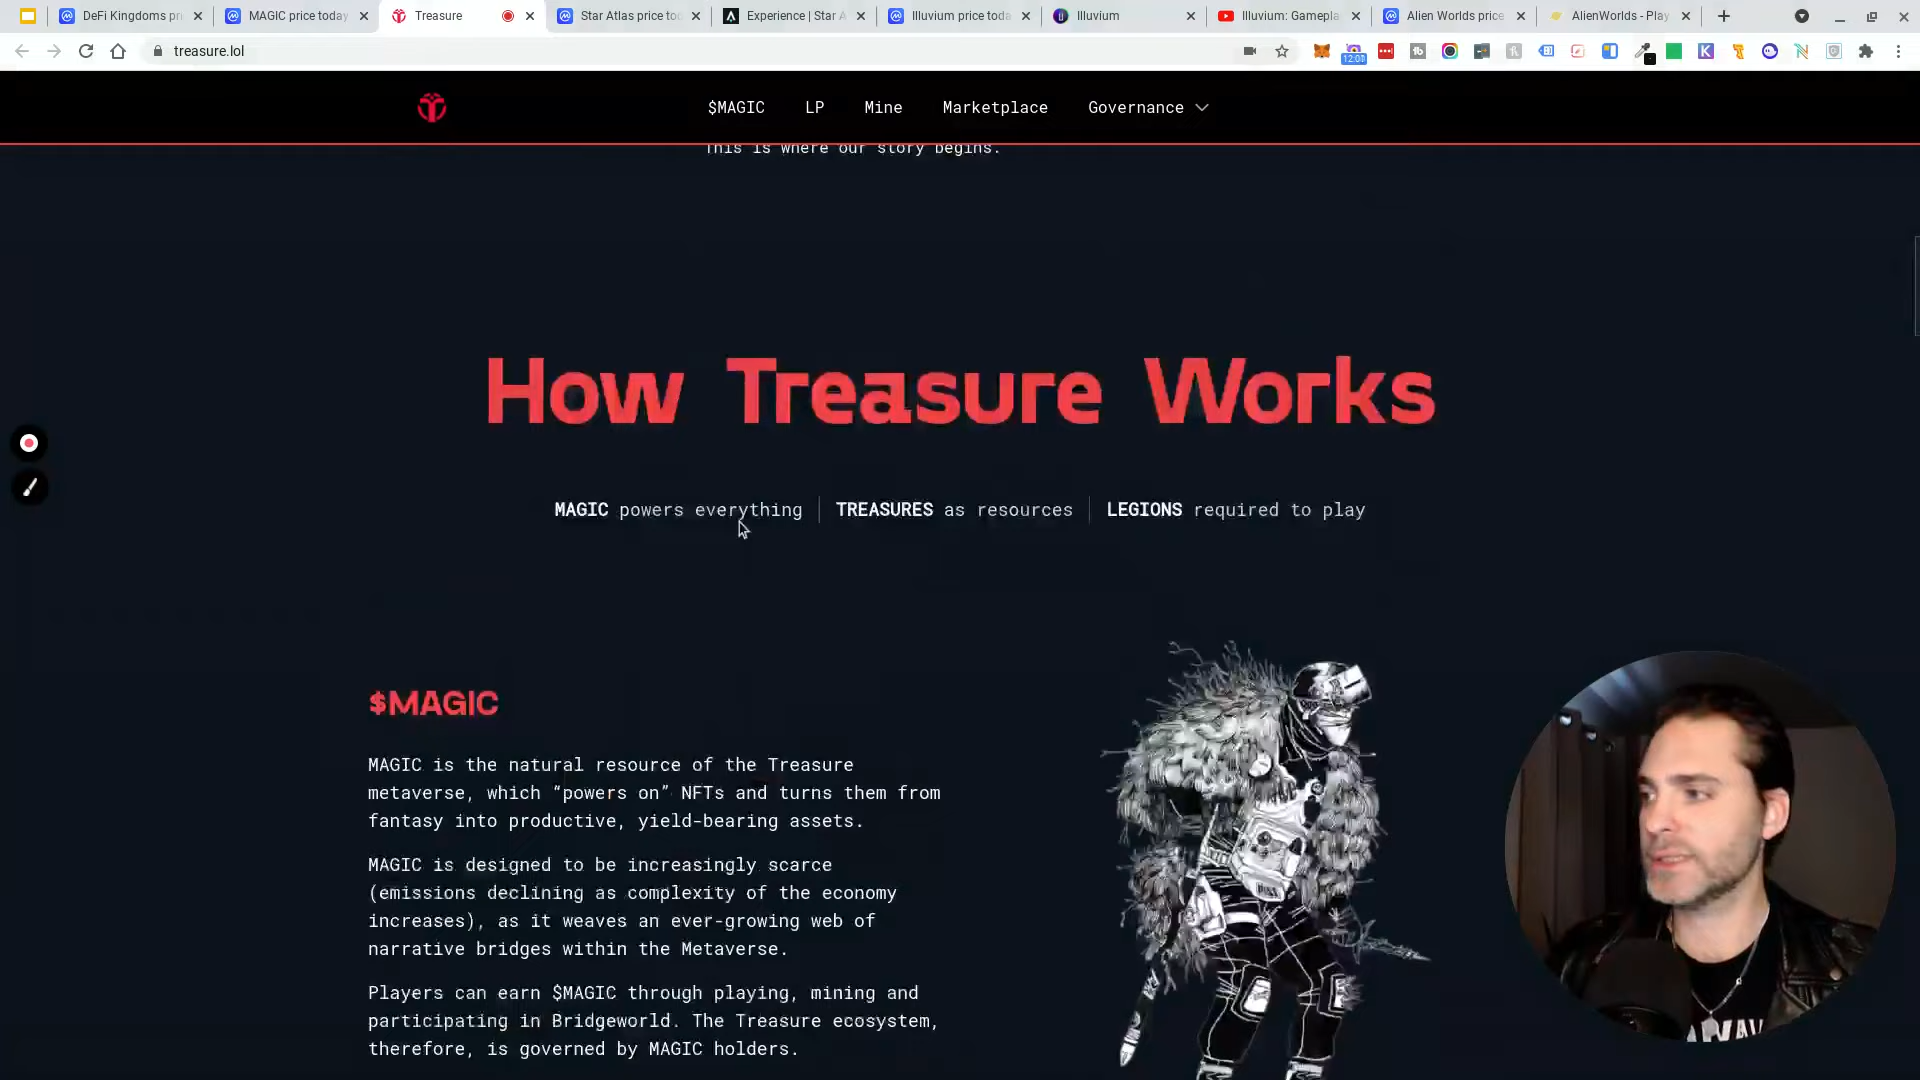 DeFi Kingdoms pri
MAGIC price today
Treasure
Star Atlas price tod
Experience | Star A
Illuvium price toda
Illuvium
Illuvium: Gamepla
Alien Worlds price
AlienWorlds - Play
treasure.lol
12:01
$MAGIC
LP
Mine
Marketplace
Governance
This is where our story begins.
How Treasure Works
MAGIC powers everything
TREASURES as resources
LEGIONS required to play
$MAGIC
MAGIC is the natural resource of the Treasure
metaverse, which “powers on” NFTs and turns them from
fantasy into productive, yield-bearing assets.
MAGIC is designed to be increasingly scarce
(emissions declining as complexity of the economy
increases), as it weaves an ever-growing web of
narrative bridges within the Metaverse.
Players can earn $MAGIC through playing, mining and
participating in Bridgeworld. The Treasure ecosystem,
therefore, is governed by MAGIC holders.